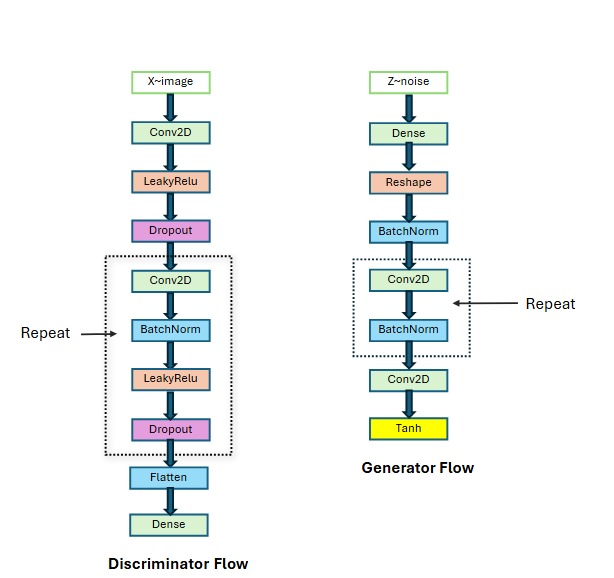 X~image
Conv2D
LeakyRelu
Dropout
Conv2D
BatchNorm
LeakyRelu
Dropout
Repeat
Flatten
Dense
Discriminator Flow
Z~noise
Dense
Reshape
BatchNorm
Conv2D
BatchNorm
Repeat
Conv2D
Tanh
Generator Flow